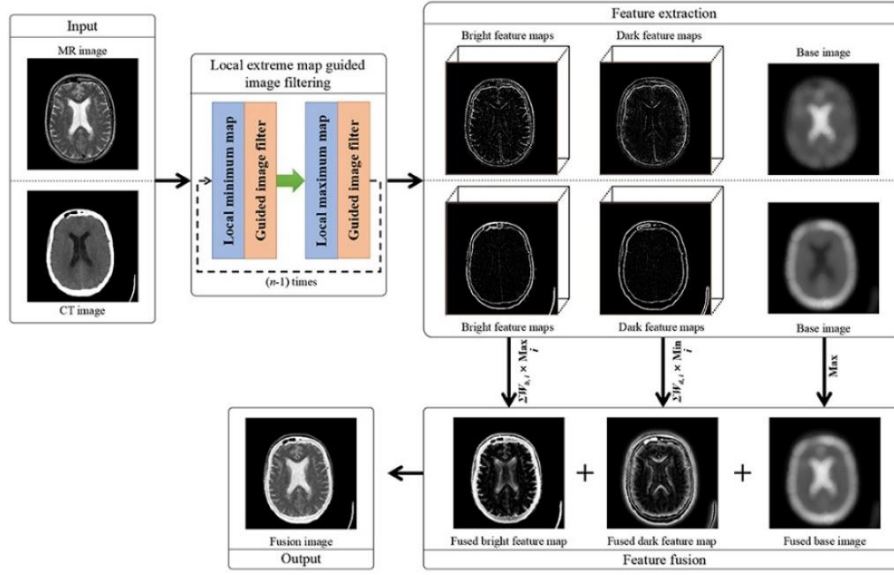 Input
MR image
CT image
Local extreme map guided
image filtering
Local minimum map
Guided image filter
Local maximum map
Guided image filter
(n-1) times
Feature extraction
Bright feature maps
Dark feature maps
Base image
Bright feature maps
Dark feature maps
Base image
ΣW_{b,i} × Max_i
ΣW_{d,i} × Min_i
Max
Fusion image
Output
Fused bright feature map
+
Fused dark feature map
+
Fused base image
Feature fusion